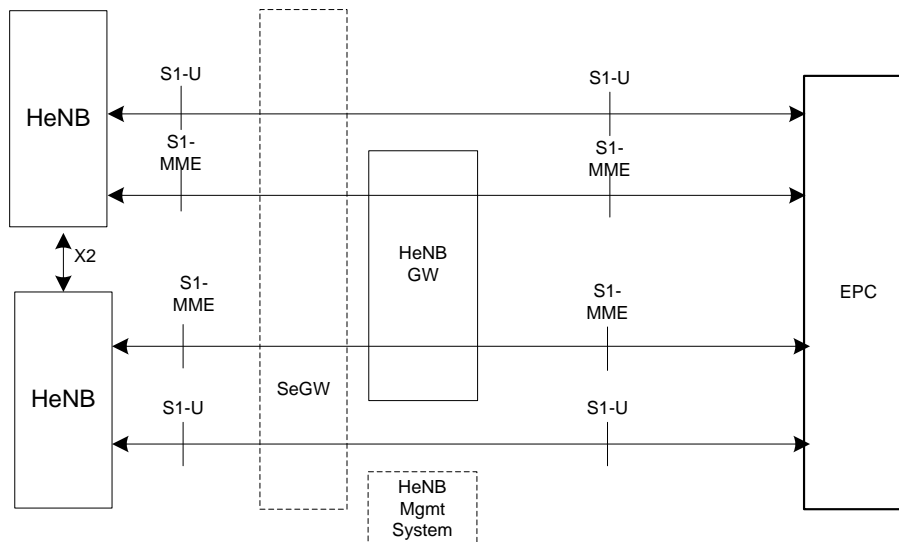 S1-U
S1-U
HeNB
S1-
MME
S1-
MME
X2
HeNB
GW
S1-
MME
S1-
MME
EPC
HeNB
SeGW
S1-U
S1-U
HeNB
Mgmt
System